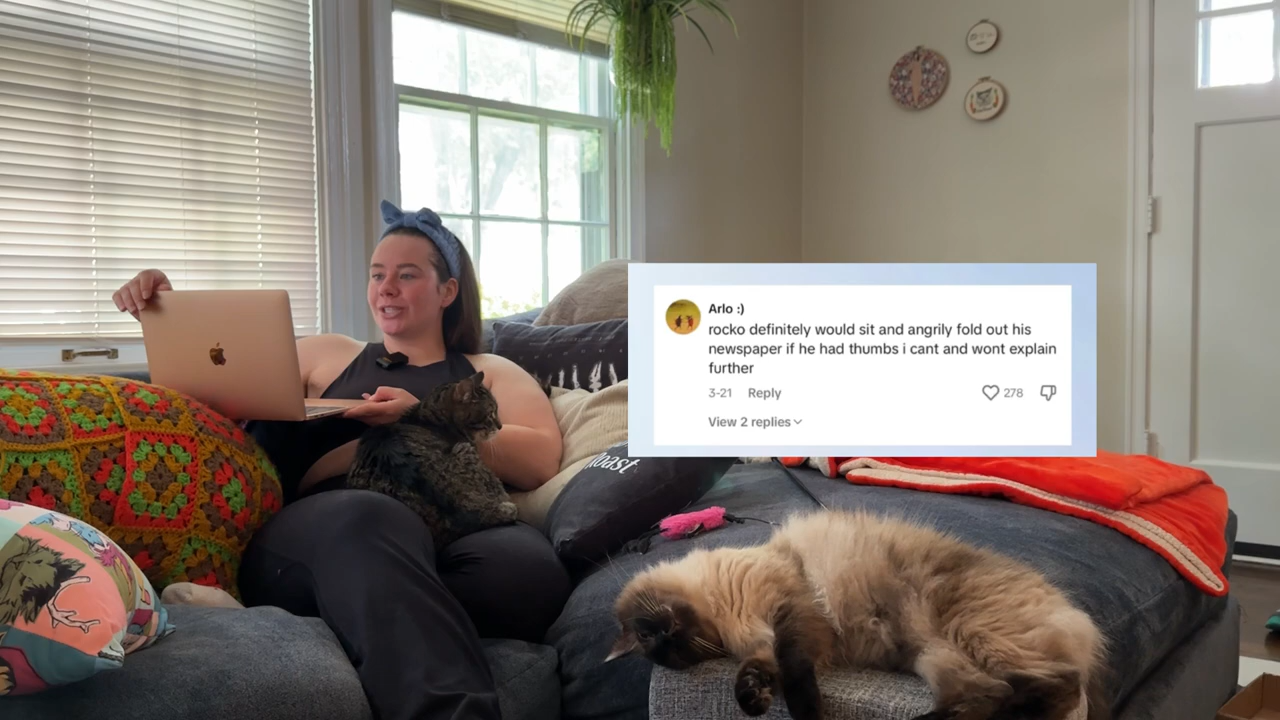 Arlo :)
rocko definitely would sit and angrily fold out his
newspaper if he had thumbs i cant and wont explain
further
3-21 Reply
278
View 2 replies